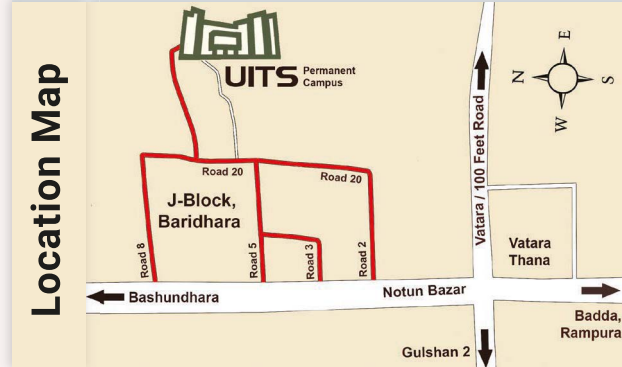 Location Map
UITS
Permanent
Campus
E
N
S
W
Road 20
Road 20
J-Block,
Baridhara
Road 8
Road 5
Road 3
Road 2
Vatara / 100 Feet Road
Vatara
Thana
Bashundhara
Notun Bazar
Badda,
Rampura
Gulshan 2